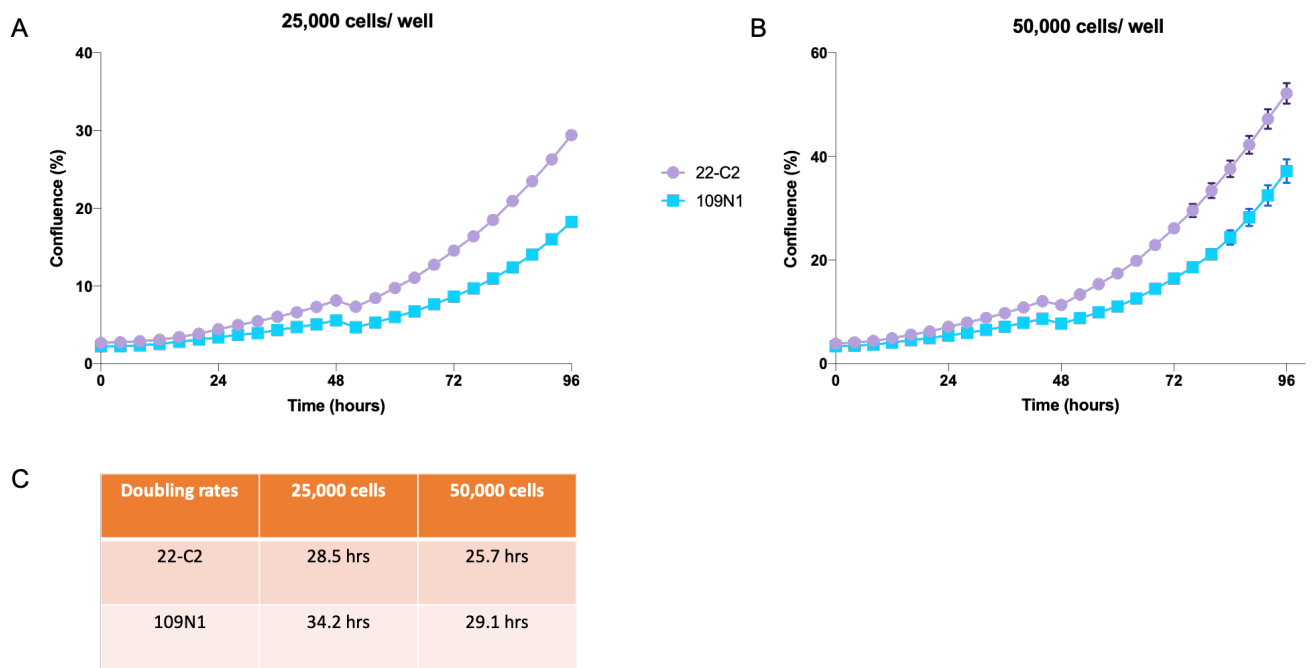 A
25,000 cells/ well
Confluence (%)
40
30
20
10
0
0 24 48 72 96
Time (hours)
22-C2
109N1
B
50,000 cells/ well
Confluence (%)
60
40
20
0
0 24 48 72 96
Time (hours)
C
Doubling rates 25,000 cells 50,000 cells
22-C2 28.5 hrs 25.7 hrs
109N1 34.2 hrs 29.1 hrs